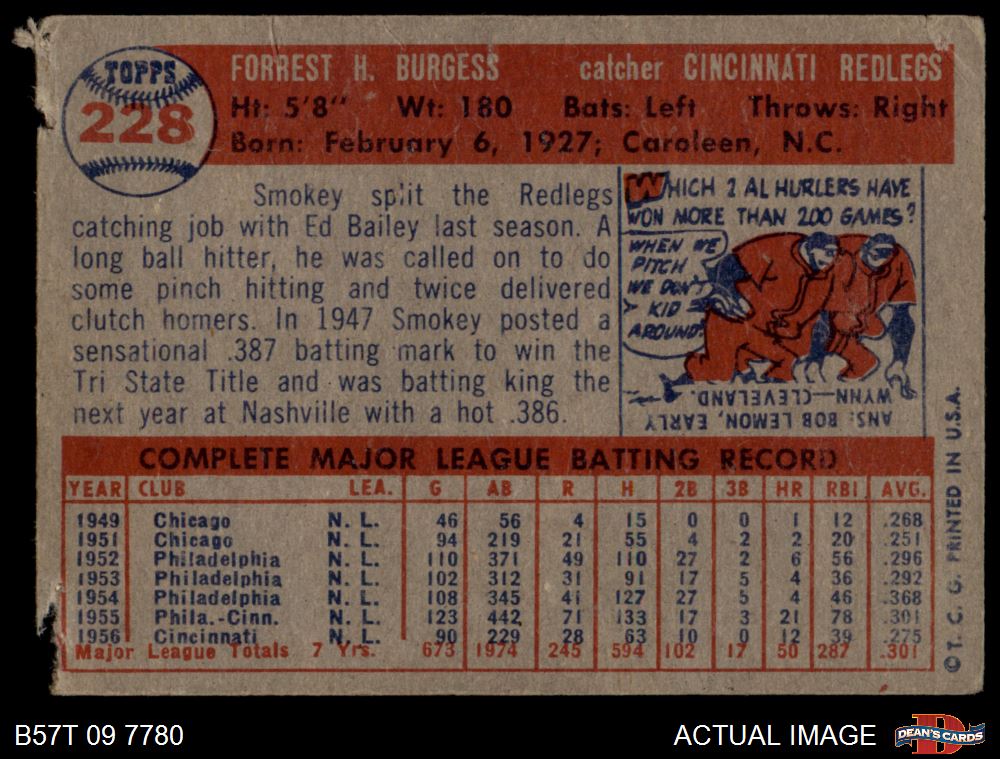 TOPPS
228
FORREST H. BURGESS catcher CINCINNATI REDLEGS
Ht: 5'8" Wt: 180 Bats: Left Throws: Right
Born: February 6, 1927; Caroleen, N.C.
Smokey split the Redlegs
catching job with Ed Bailey last season. A
long ball hitter, he was called on to do
some pinch hitting and twice delivered
clutch homers. In 1947 Smokey posted a
sensational .387 batting mark to win the
Tri State Title and was batting king the
next year at Nashville with a hot .386.
WHICH 2 AL HURLERS HAVE
WON MORE THAN 200 GAMES?
WHEN WE
PITCH
WE DON'T
KID
AROUND!
ANS: BOB LEMON, EARLY
WYNN—CLEVELAND.
COMPLETE MAJOR LEAGUE BATTING RECORD
YEAR CLUB LEA. G AB R H 2B 3B HR RBI AVG.
1949 Chicago N. L. 46 56 4 15 0 0 1 12 .268
1951 Chicago N. L. 94 219 21 55 4 2 2 20 .251
1952 Philadelphia N. L. 110 371 49 110 27 2 6 56 .296
1953 Philadelphia N. L. 102 312 31 91 17 5 4 36 .292
1954 Philadelphia N. L. 108 345 41 127 27 5 4 46 .368
1955 Phila.-Cinn. N. L. 123 442 71 133 17 3 21 78 .301
1956 Cincinnati N. L. 90 229 28 63 10 0 12 39 .275
Major League Totals 7 Yrs. 673 1974 245 594 102 17 50 287 .301
© T. C. G. PRINTED IN U.S.A.
B57T 09 7780
ACTUAL IMAGE
D
DEAN'S CARDS